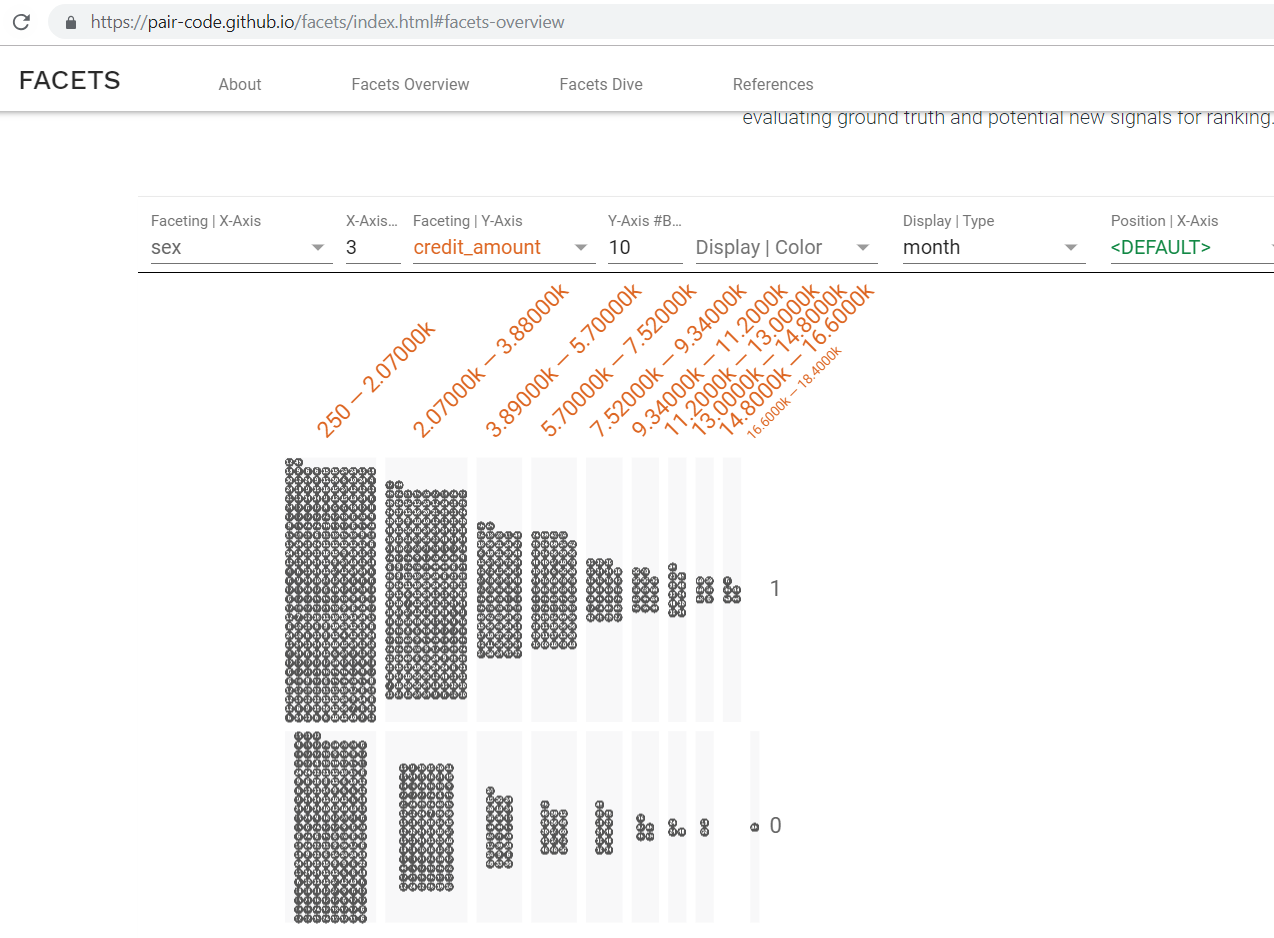 https://pair-code.github.io/facets/index.html#facets-overview
FACETS About Facets Overview Facets Dive References
evaluating ground truth and potential new signals for ranking.
Faceting | X-Axis X-Axis... Faceting | Y-Axis Y-Axis #B... Display | Type Position | X-Axis
sex 3 credit_amount 10 Display | Color month <DEFAULT>
250 – 2.07000k
2.07000k – 3.88000k
3.89000k – 5.70000k
5.70000k – 7.52000k
7.52000k – 9.34000k
9.34000k – 11.2000k
11.2000k – 13.0000k
13.0000k – 14.8000k
14.8000k – 16.6000k
16.6000k – 18.4000k
1
0